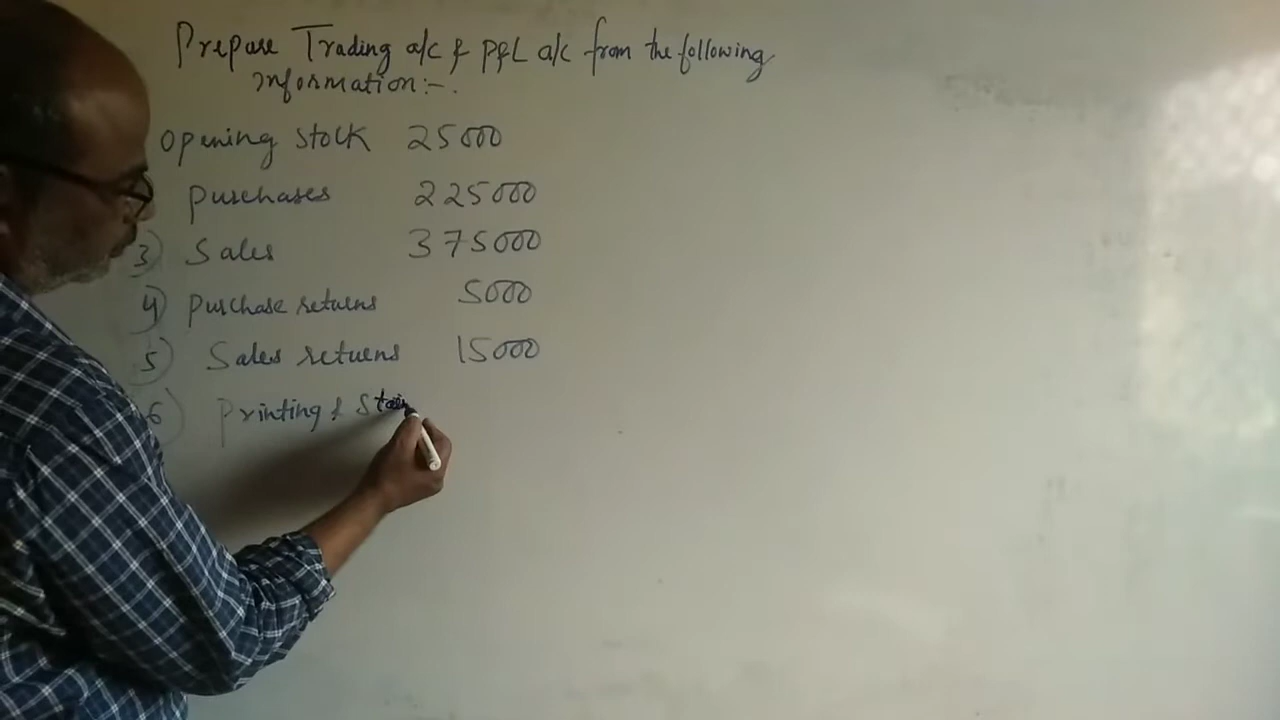 Prepare Trading a/c & P&L a/c from the following
information:-.
Opening stock 25000
purchases 225000
3) Sales 375000
4) purchase returns 5000
5) Sales returns 15000
6) Printing &